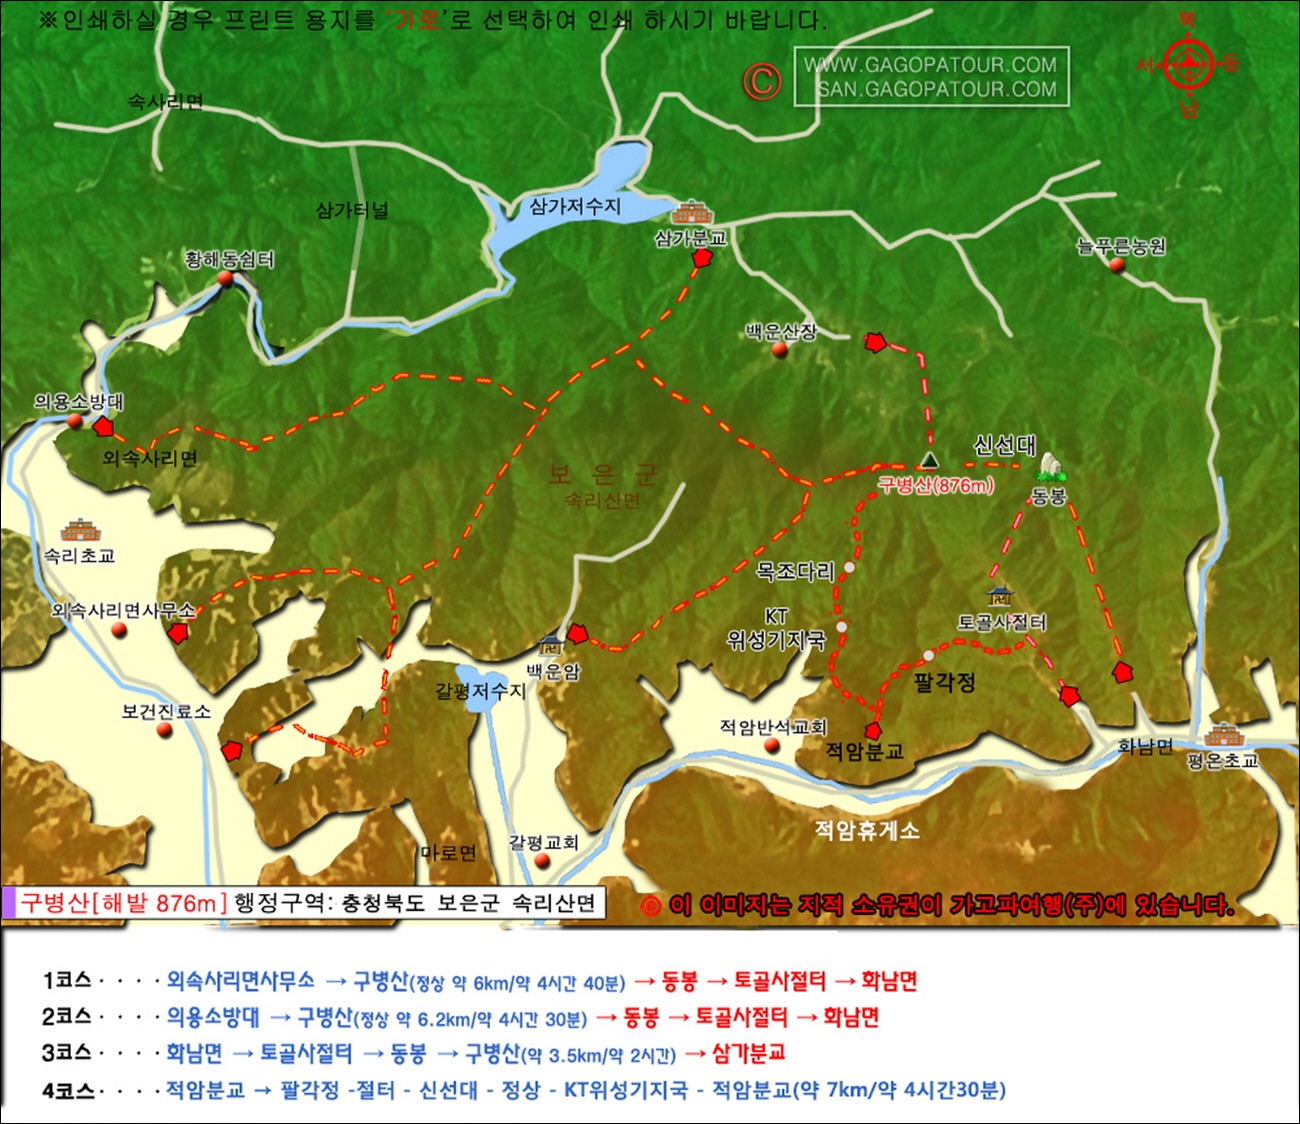 ※인쇄하실 경우 프린트 용지를 '가로'로 선택하여 인쇄 하시기 바랍니다.
북
서
동
남
© WWW.GAGOPATOUR.COM
SAN.GAGOPATOUR.COM
속사리면
삼가터널
삼가저수지
삼가분교
늘푸른농원
황해동쉼터
백운산장
의용소방대
외속사리면
보 은 군
속리산면
신선대
구병산(876m)
동봉
속리초교
목조다리
KT
위성기지국
외속사리면사무소
토골사절터
백운암
갈평저수지
팔각정
보건진료소
적암반석교회
적암분교
화남면
평온초교
적암휴게소
갈평교회
마로면
구병산[해발 876m] 행정구역: 충청북도 보은군 속리산면
이 이미지는 지적 소유권이 가고파여행(주)에 있습니다.
1코스 · · · · 외속사리면사무소 → 구병산(정상 약 6km/약 4시간 40분) → 동봉 → 토골사절터 → 화남면
2코스 · · · · 의용소방대 → 구병산(정상 약 6.2km/약 4시간 30분) → 동봉 → 토골사절터 → 화남면
3코스 · · · · 화남면 → 토골사절터 → 동봉 → 구병산(약 3.5km/약 2시간) → 삼가분교
4코스 · · · · 적암분교 → 팔각정 -절터 - 신선대 - 정상 - KT위성기지국 - 적암분교(약 7km/약 4시간30분)